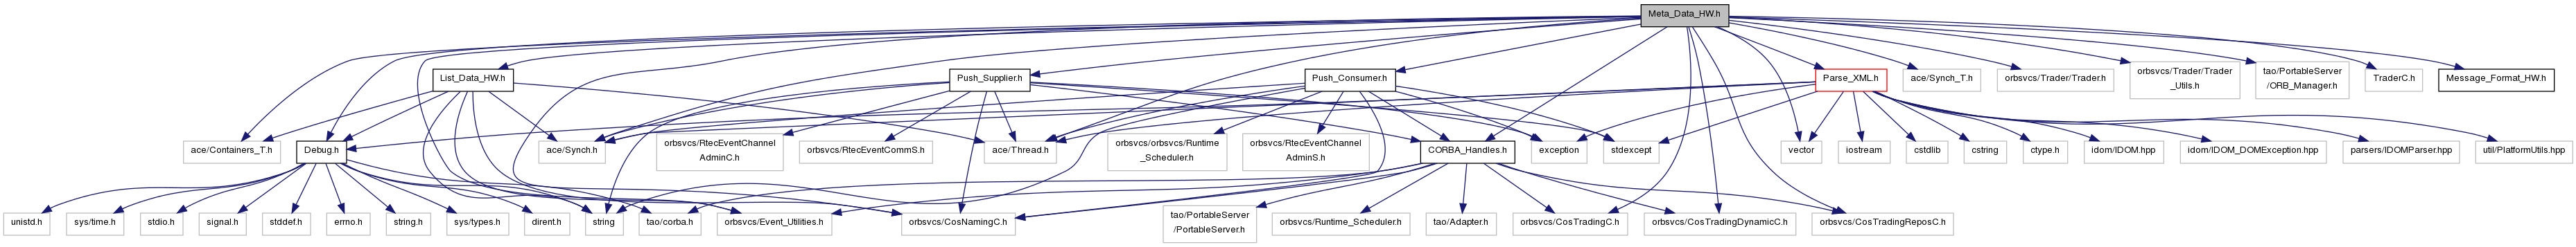 Meta_Data_HW.h
List_Data_HW.h
Push_Supplier.h
Push_Consumer.h
Parse_XML.h
ace/Synch_T.h
orbsvcs/Trader/Trader.h
orbsvcs/Trader/Trader
_Utils.h
tao/PortableServer
/ORB_Manager.h
TraderC.h
Message_Format_HW.h
ace/Containers_T.h
Debug.h
ace/Synch.h
orbsvcs/RtecEventChannel
AdminC.h
orbsvcs/RtecEventCommS.h
ace/Thread.h
orbsvcs/orbsvcs/Runtime
_Scheduler.h
orbsvcs/RtecEventChannel
AdminS.h
CORBA_Handles.h
exception
stdexcept
vector
iostream
cstdlib
cstring
ctype.h
idom/IDOM.hpp
idom/IDOM_DOMException.hpp
parsers/IDOMParser.hpp
util/PlatformUtils.hpp
unistd.h
sys/time.h
stdio.h
signal.h
stddef.h
errno.h
string.h
sys/types.h
dirent.h
string
tao/corba.h
orbsvcs/Event_Utilities.h
orbsvcs/CosNamingC.h
tao/PortableServer
/PortableServer.h
orbsvcs/Runtime_Scheduler.h
tao/Adapter.h
orbsvcs/CosTradingC.h
orbsvcs/CosTradingDynamicC.h
orbsvcs/CosTradingReposC.h